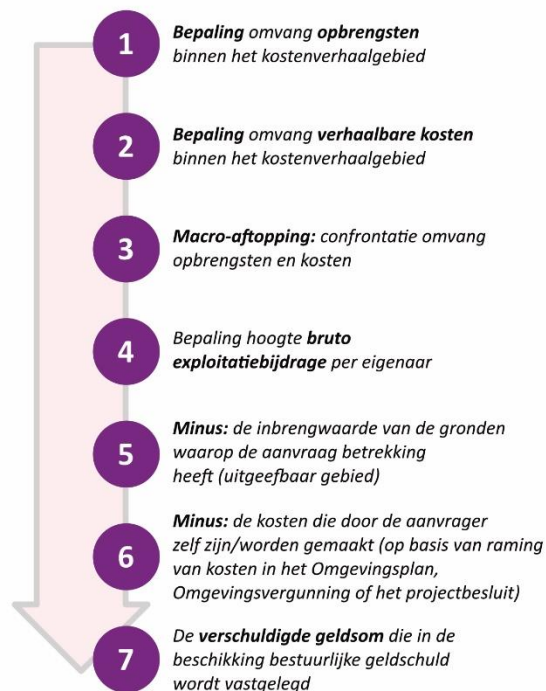 1
Bepaling omvang opbrengsten
binnen het kostenverhaalgebied
2
Bepaling omvang verhaalbare kosten
binnen het kostenverhaalgebied
3
Macro-aftopping: confrontatie omvang
opbrengsten en kosten
4
Bepaling hoogte bruto
exploitatiebijdrage per eigenaar
5
Minus: de inbrengwaarde van de gronden
waarop de aanvraag betrekking
heeft (uitgeefbaar gebied)
6
Minus: de kosten die door de aanvrager
zelf zijn/worden gemaakt (op basis van raming
van kosten in het Omgevingsplan,
Omgevingsvergunning of het projectbesluit)
7
De verschuldigde geldsom die in de
beschikking bestuurlijke geldschuld
wordt vastgelegd